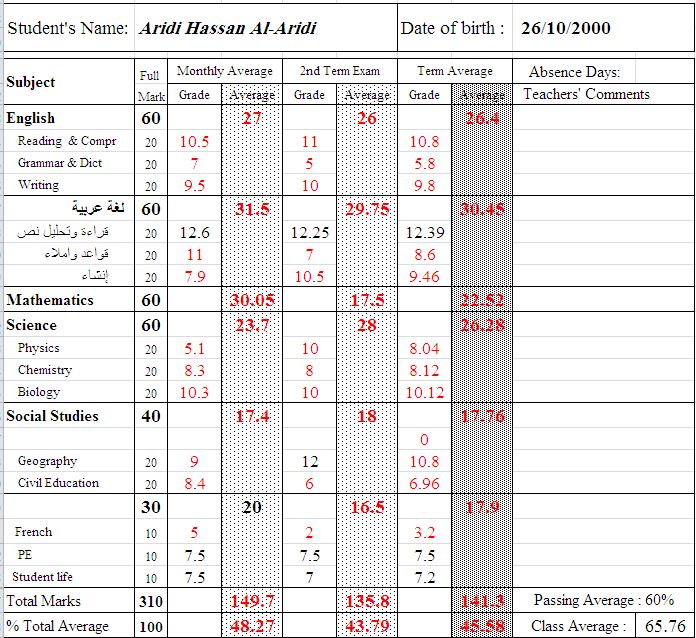 Student's Name: Aridi Hassan Al-Aridi Date of birth : 26/10/2000
Subject Full Mark Monthly Average 2nd Term Exam Term Average Absence Days:
Grade Average Grade Average Grade Average Teachers' Comments
English 60 27 26 26.4
Reading & Compr 20 10.5 11 10.8
Grammar & Dict 20 7 5 5.8
Writing 20 9.5 10 9.8
لغة عربية 60 31.5 29.75 30.45
قراءة وتحليل نص 20 12.6 12.25 12.39
قواعد واملاء 20 11 7 8.6
إنشاء 20 7.9 10.5 9.46
Mathematics 60 30.05 17.5 22.52
Science 60 23.7 28 26.28
Physics 20 5.1 10 8.04
Chemistry 20 8.3 8 8.12
Biology 20 10.3 10 10.12
Social Studies 40 17.4 18 17.76
0
Geography 20 9 12 10.8
Civil Education 20 8.4 6 6.96
30 20 16.5 17.9
French 10 5 2 3.2
PE 10 7.5 7.5 7.5
Student life 10 7.5 7 7.2
Total Marks 310 149.7 135.8 141.3 Passing Average : 60%
% Total Average 100 48.27 43.79 45.58 Class Average : 65.76